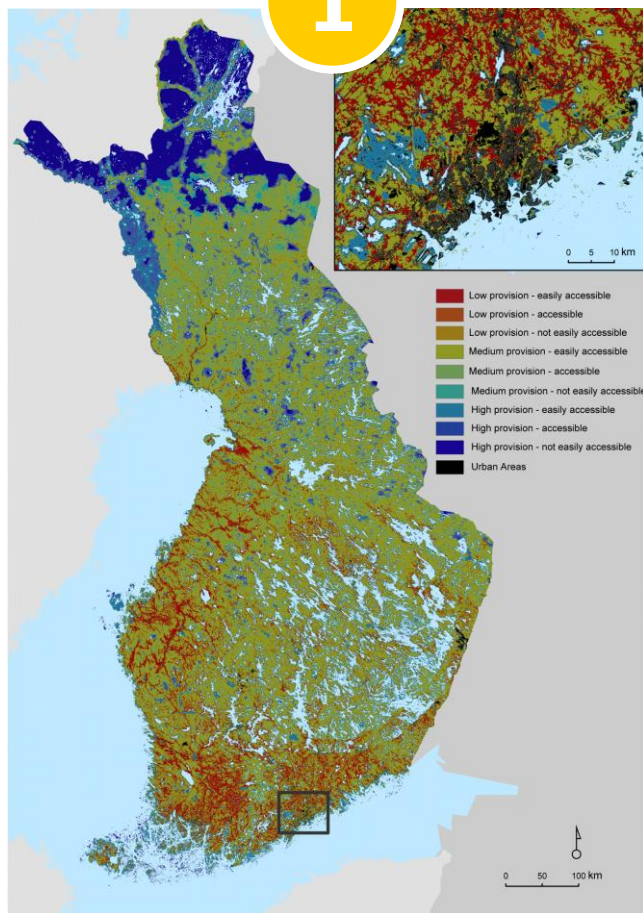 1
0 5 10 km
Low provision - easily accessible
Low provision - accessible
Low provision - not easily accessible
Medium provision - easily accessible
Medium provision - accessible
Medium provision - not easily accessible
High provision - easily accessible
High provision - accessible
High provision - not easily accessible
Urban Areas
0 50 100 km